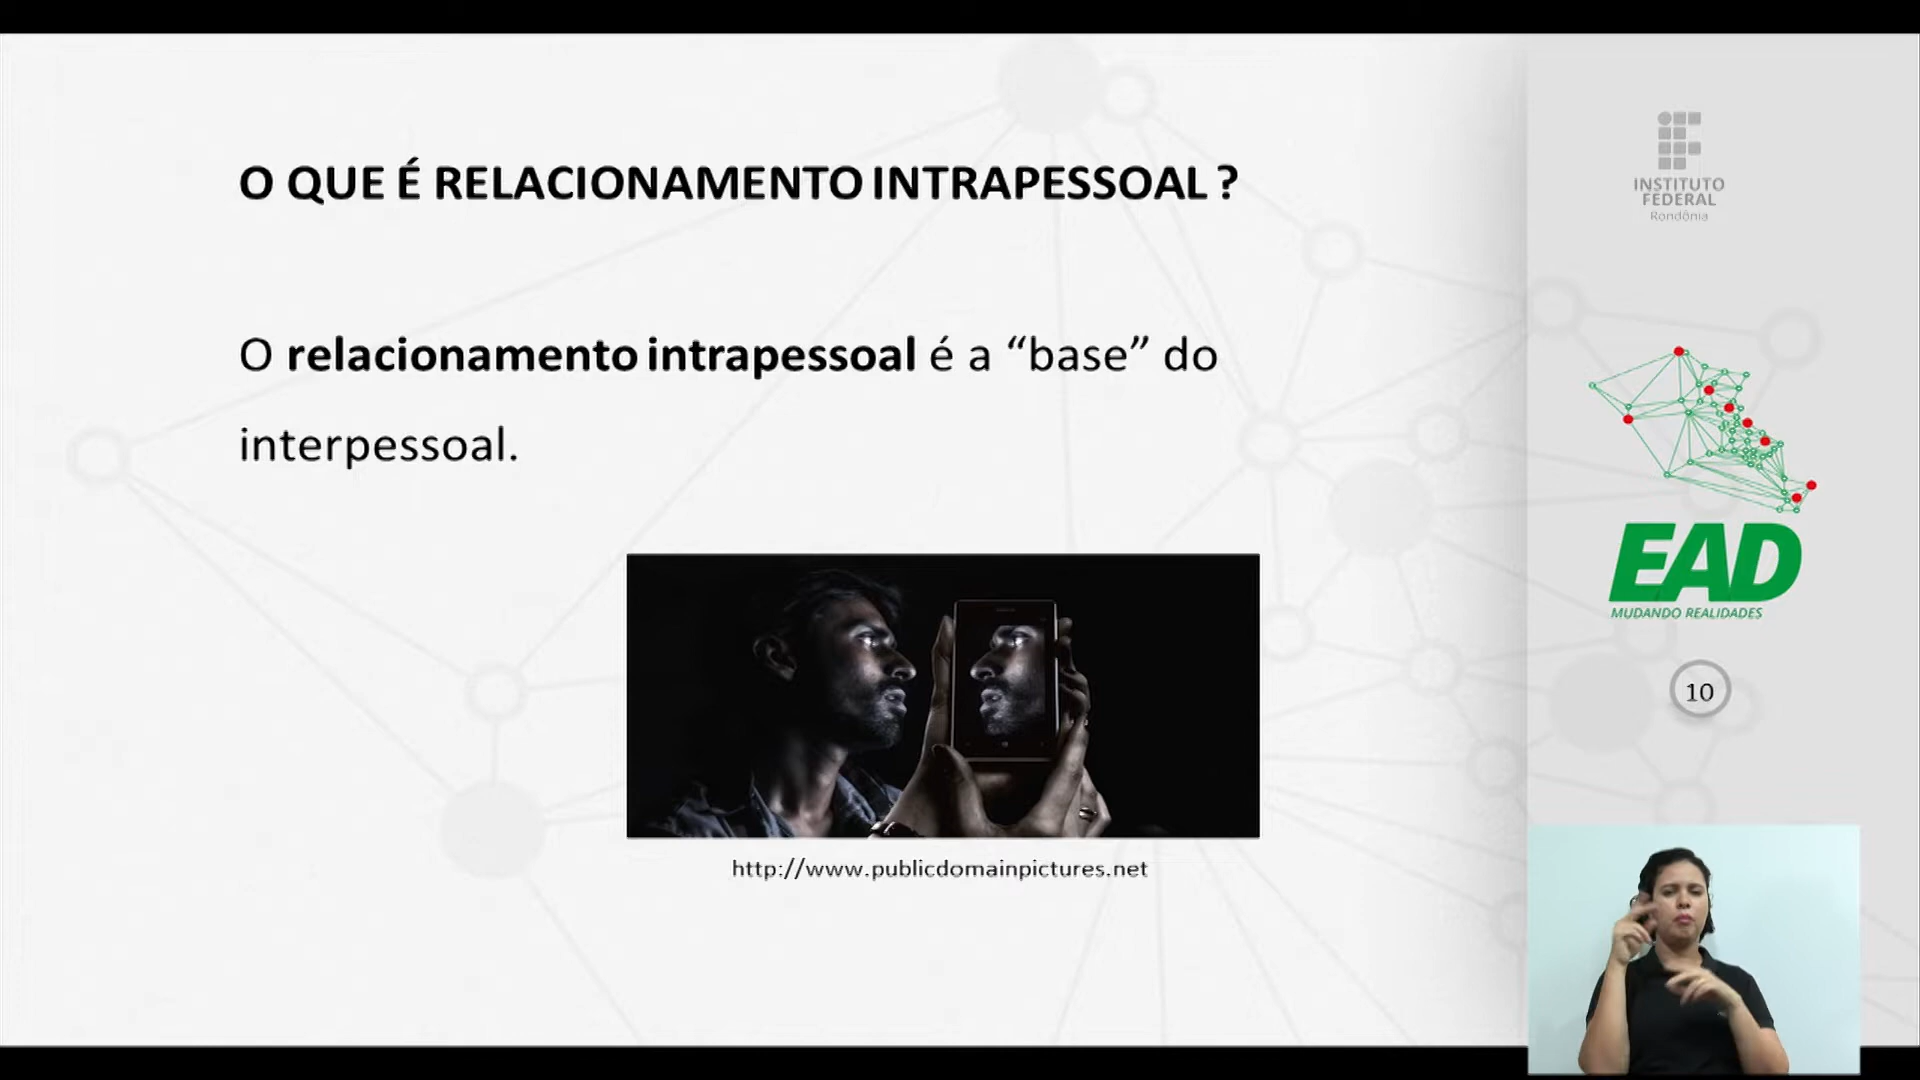 O QUE É RELACIONAMENTO INTRAPESSOAL ?
O relacionamento intrapessoal é a “base” do
interpessoal.
http://www.publicdomainpictures.net
INSTITUTO
FEDERAL
Rondônia
EAD
MUDANDO REALIDADES
10